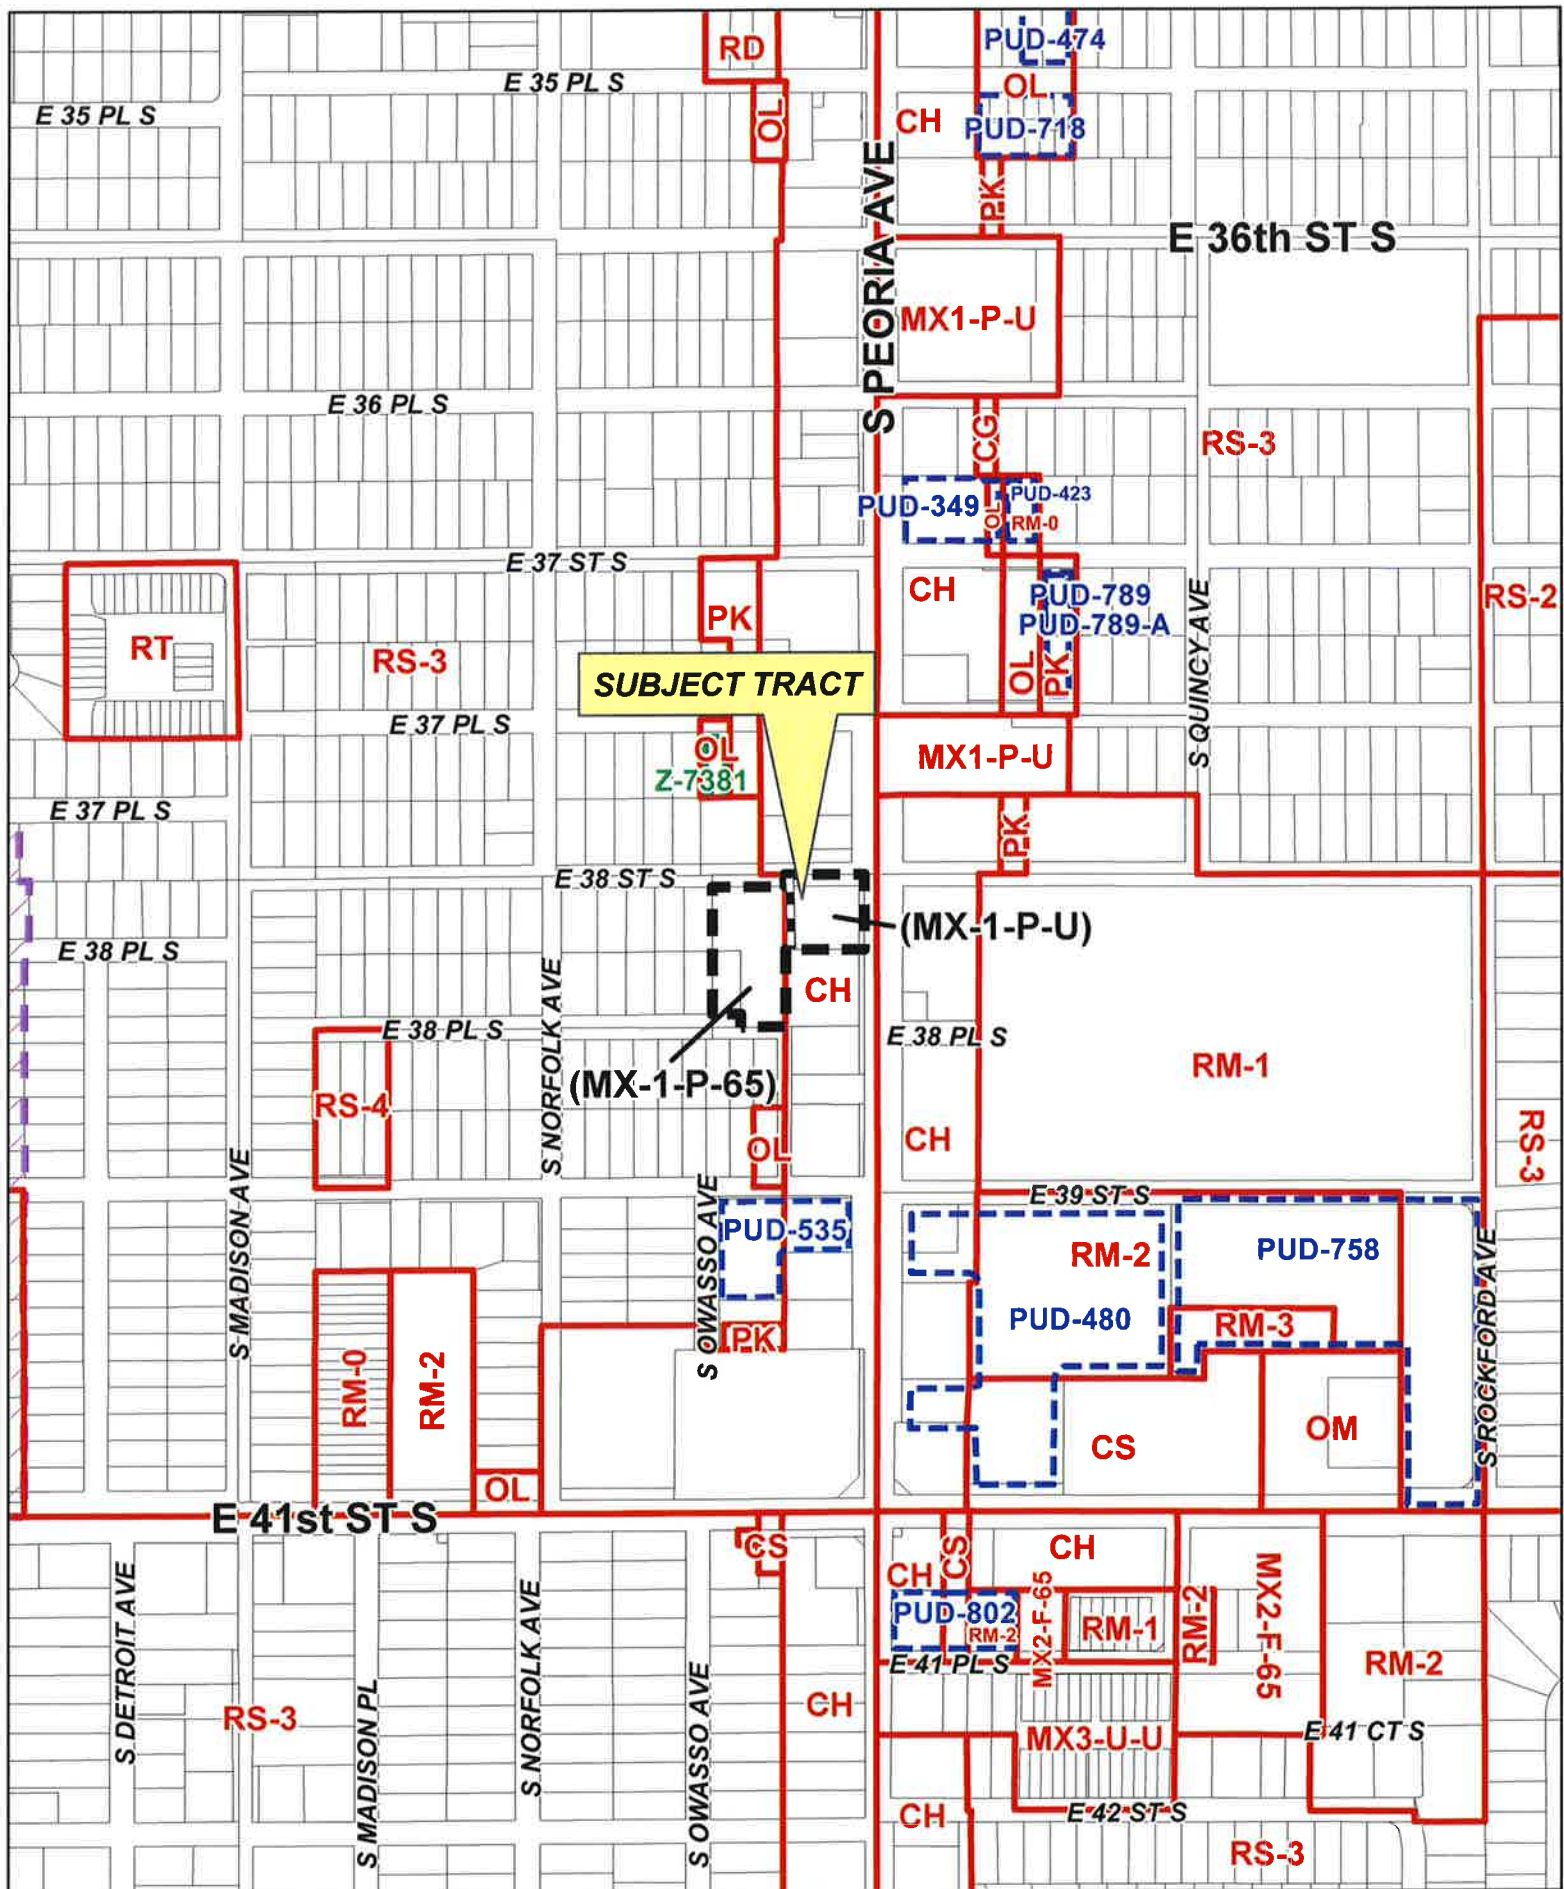 RD
PUD-474
E 35 PL S
OL
E 35 PL S
OL
CH
PUD-718
PK
S PEORIA AVE
E 36th ST S
MX1-P-U
E 36 PL S
CG
RS-3
PUD-349
OL
PUD-423
RM-0
E 37 ST S
PK
CH
PUD-789
PUD-789-A
RS-2
RT
RS-3
OL
PK
S QUINCY AVE
SUBJECT TRACT
E 37 PL S
OL
Z-7381
MX1-P-U
E 37 PL S
PK
E 38 ST S
(MX-1-P-U)
E 38 PL S
CH
S NORFOLK AVE
E 38 PL S
E 38 PL S
RM-1
(MX-1-P-65)
RS-4
CH
RS-3
OL
S MADISON AVE
E 39 ST S
S OWASSO AVE
PUD-535
RM-2
PUD-758
PUD-480
RM-3
S ROCKFORD AVE
PK
RM-0
RM-2
CS
OM
OL
E 41st ST S
CS
CH
CS
CH
PUD-802
RM-2
MX2-F-65
RM-1
RM-2
MX2-F-65
RM-2
E 41 PL S
S DETROIT AVE
RS-3
S MADISON PL
S NORFOLK AVE
S OWASSO AVE
CH
MX3-U-U
E 41 CT S
CH
E 42 ST S
RS-3